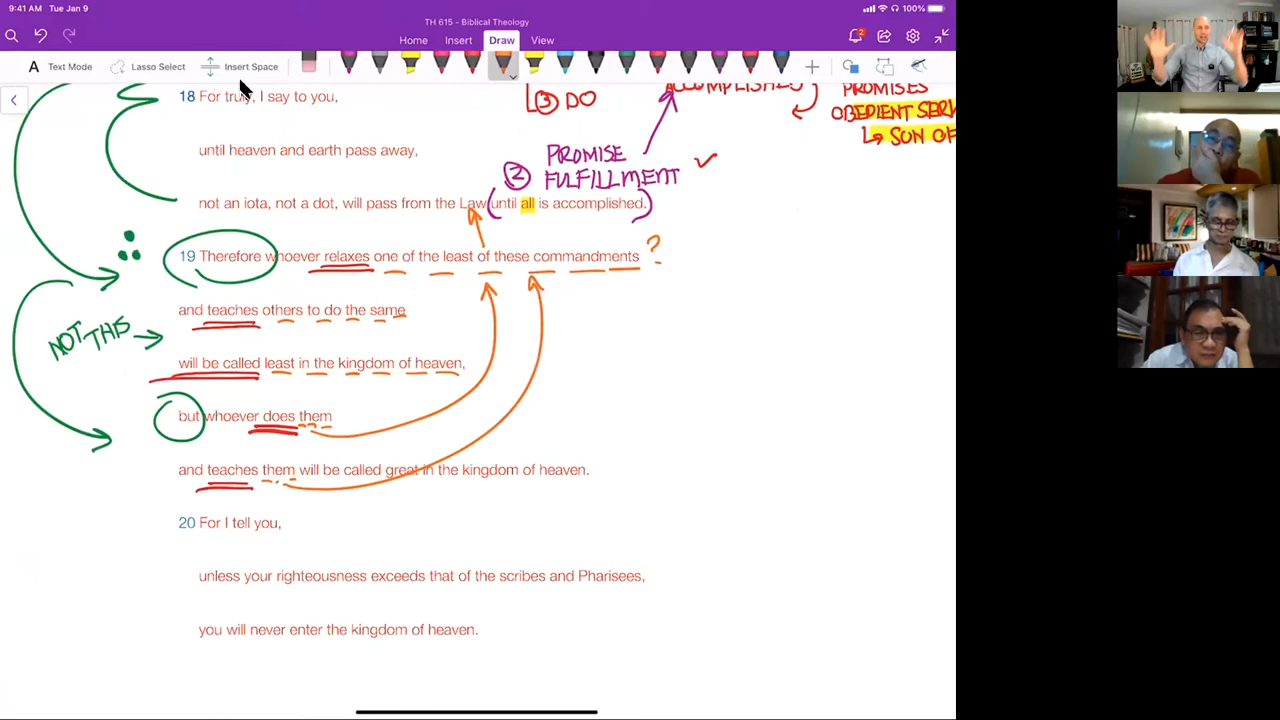 9:41 AM Tue Jan 9
100%
TH 615 - Biblical Theology
Home Insert Draw View
2
A Text Mode Lasso Select Insert Space
18 For truly, I say to you,
3 DO
ACCOMPLISHED
PROMISES
OBEDIENT SERV
SON OF
until heaven and earth pass away,
2 PROMISE
FULFILLMENT
not an iota, not a dot, will pass from the Law (until all is accomplished.)
19 Therefore whoever relaxes one of the least of these commandments ?
and teaches others to do the same
NOT THIS
will be called least in the kingdom of heaven,
but whoever does them
and teaches them will be called great in the kingdom of heaven.
20 For I tell you,
unless your righteousness exceeds that of the scribes and Pharisees,
you will never enter the kingdom of heaven.